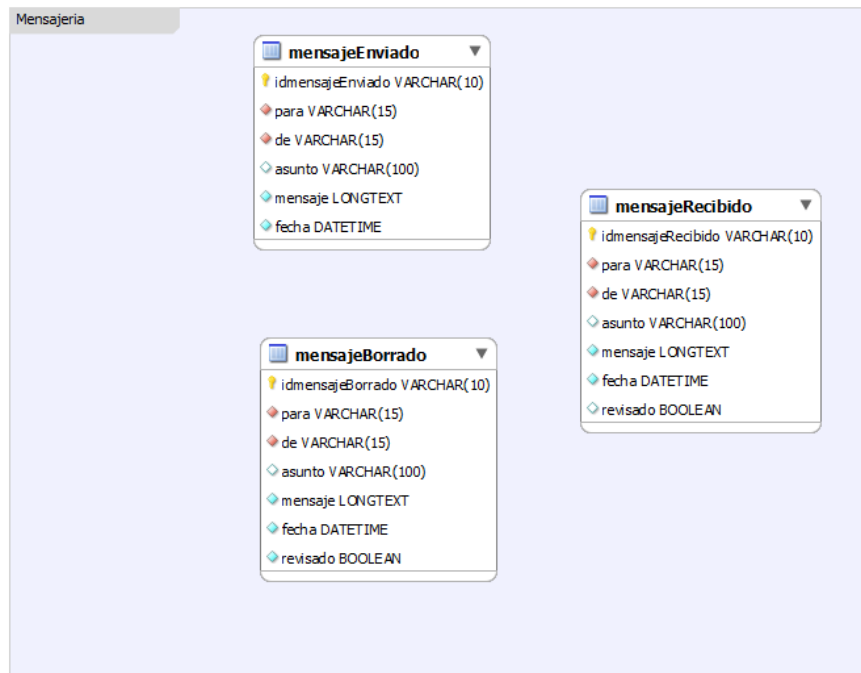 Mensajeria
mensajeEnviado
idmensajeEnviado VARCHAR(10)
para VARCHAR(15)
de VARCHAR(15)
asunto VARCHAR(100)
mensaje LONGTEXT
fecha DATETIME
mensajeRecibido
idmensajeRecibido VARCHAR(10)
para VARCHAR(15)
de VARCHAR(15)
asunto VARCHAR(100)
mensaje LONGTEXT
fecha DATETIME
revisado BOOLEAN
mensajeBorrado
idmensajeBorrado VARCHAR(10)
para VARCHAR(15)
de VARCHAR(15)
asunto VARCHAR(100)
mensaje LONGTEXT
fecha DATETIME
revisado BOOLEAN